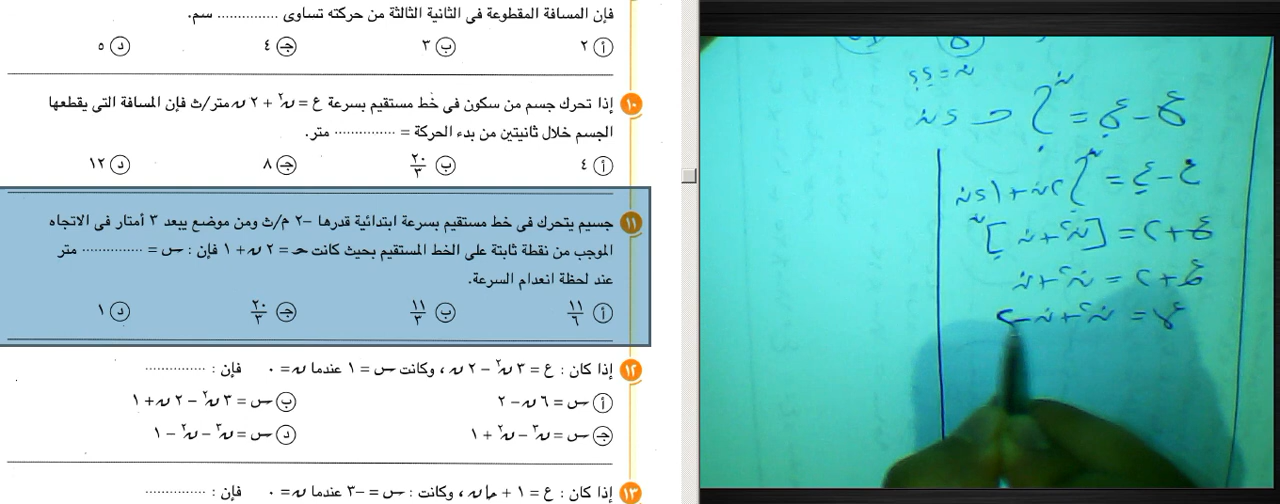 فإن المسافة المقطوعة فى الثانية الثالثة من حركته تساوى ............... سم.
أ ٢ ب ٣ ج ٤ د ٥
١٠ إذا تحرك جسم من سكون فى خط مستقيم بسرعة ع = ن٢ + ٢ ن متر/ث فإن المسافة التى يقطعها
الجسم خلال ثانيتين من بدء الحركة = ............... متر.
أ ٤ ب ٢٠/٣ ج ٨ د ١٢
١١ جسيم يتحرك فى خط مستقيم بسرعة ابتدائية قدرها -٢ م/ث ومن موضع يبعد ٣ أمتار فى الاتجاه
الموجب من نقطة ثابتة على الخط المستقيم بحيث كانت حـ = ٢ ن + ١ فإن : س = ............... متر
عند لحظة انعدام السرعة.
أ ١١/٦ ب ١١/٣ ج ٢٠/٣ د ١
١٢ إذا كان : ع = ٣ ن٢ - ٢ ن ، وكانت س = ١ عندما ن = ٠ فإن : ...............
أ س = ٦ ن - ٢ ب س = ٣ ن٢ - ٢ ن + ١
ج س = ن٣ - ن٢ + ١ د س = ن٣ - ن٢ - ١
١٣ إذا كان : ع = ١ + حا ن ، وكانت : س = -٣ عندما ن = ٠ فإن : ...............
ن = ؟؟
ع + ٢ = ن٢ + ن
ع = ن٢ + ن - ٢